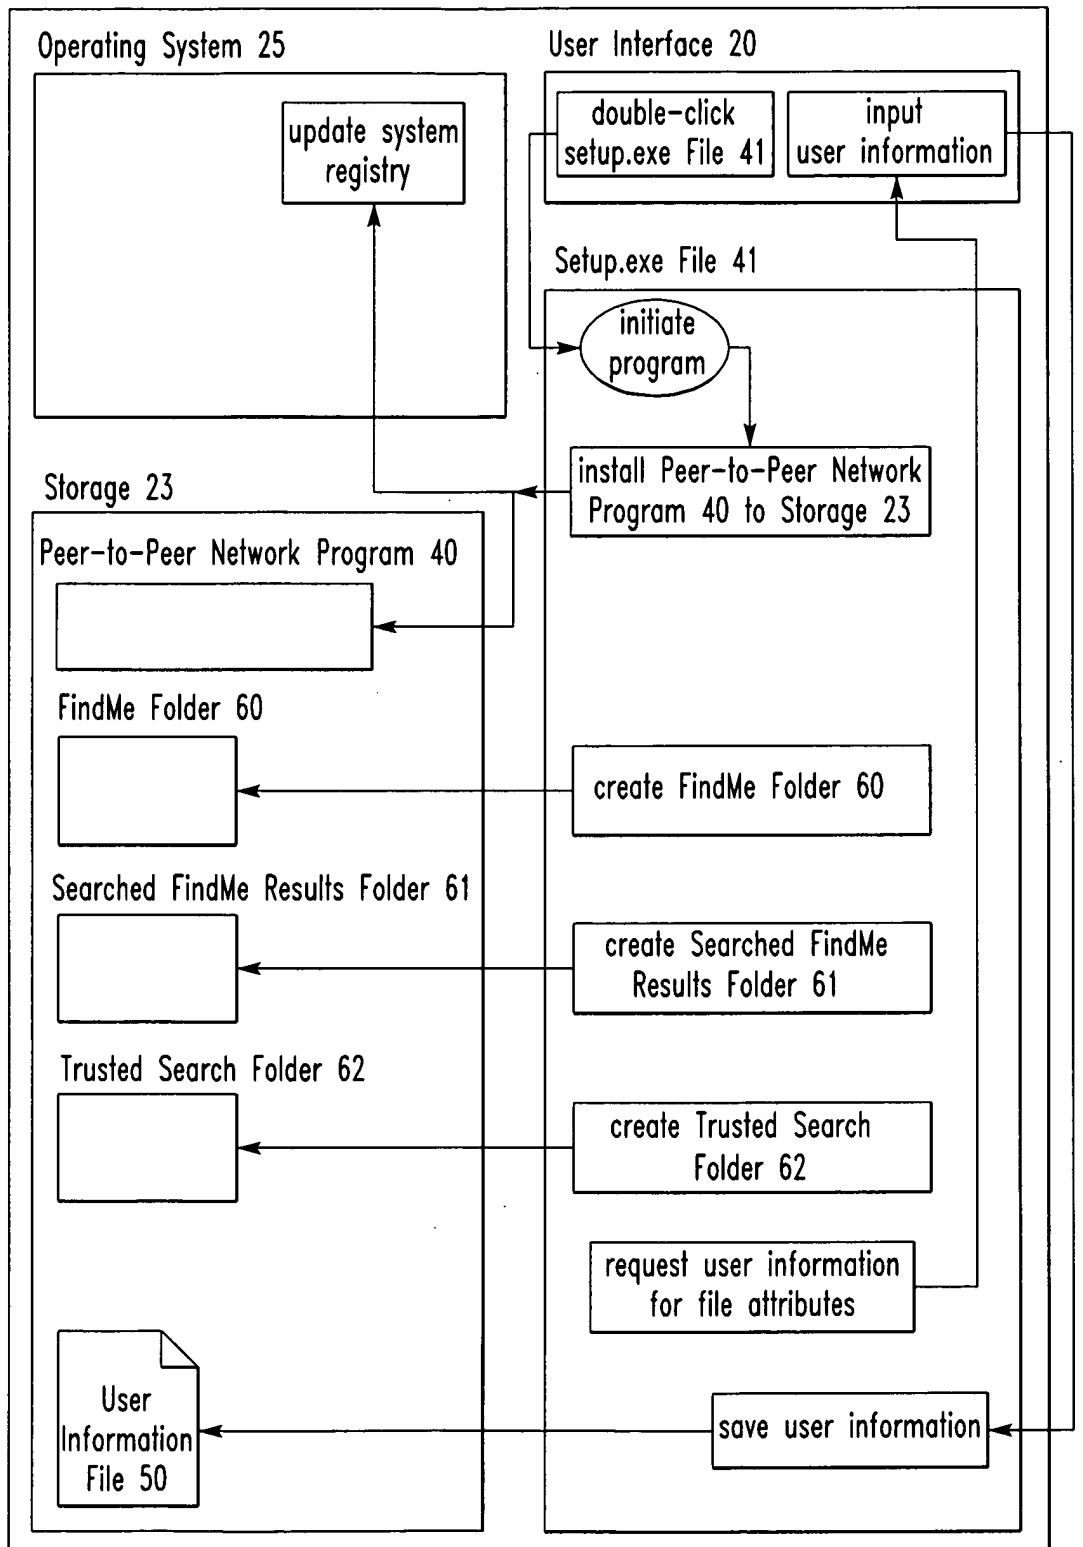 Operating System 25
update system
registry
User Interface 20
double-click
setup.exe File 41
input
user information
Setup.exe File 41
initiate
program
install Peer-to-Peer Network
Program 40 to Storage 23
Storage 23
Peer-to-Peer Network Program 40
FindMe Folder 60
create FindMe Folder 60
Searched FindMe Results Folder 61
create Searched FindMe
Results Folder 61
Trusted Search Folder 62
create Trusted Search
Folder 62
request user information
for file attributes
User
Information
File 50
save user information